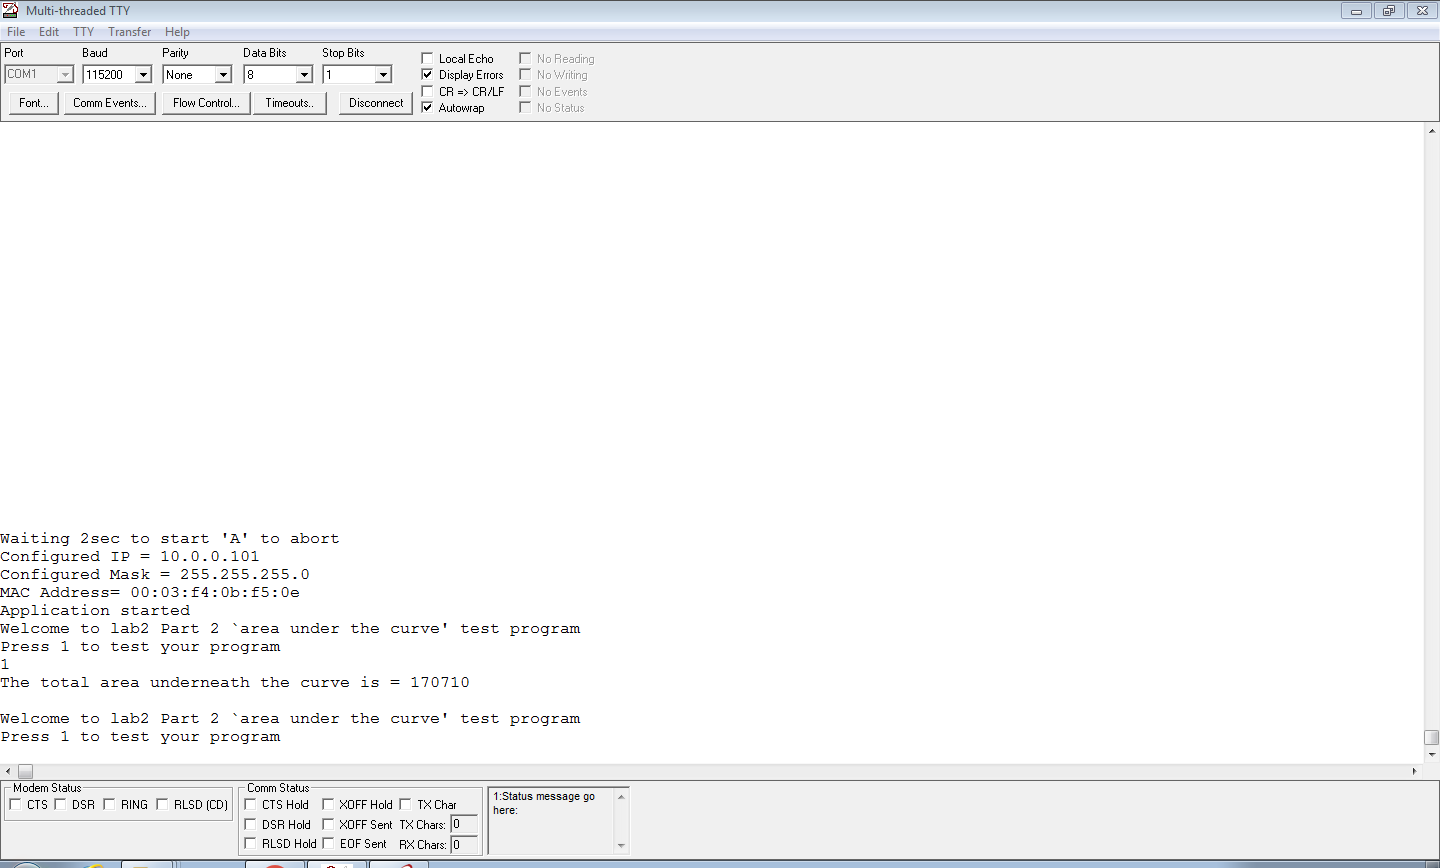 Multi-threaded TTY
File Edit TTY Transfer Help
Port Baud Parity Data Bits Stop Bits
COM1 115200 None 8 1
Font... Comm Events... Flow Control... Timeouts.. Disconnect
Local Echo No Reading
Display Errors No Writing
CR => CR/LF No Events
Autowrap No Status
Waiting 2sec to start 'A' to abort
Configured IP = 10.0.0.101
Configured Mask = 255.255.255.0
MAC Address= 00:03:f4:0b:f5:0e
Application started
Welcome to lab2 Part 2 `area under the curve' test program
Press 1 to test your program
1
The total area underneath the curve is = 170710
Welcome to lab2 Part 2 `area under the curve' test program
Press 1 to test your program
Modem Status
CTS DSR RING RLSD (CD)
Comm Status
CTS Hold XOFF Hold TX Char
DSR Hold XOFF Sent TX Chars: 0
RLSD Hold EOF Sent RX Chars: 0
1:Status message go
here: